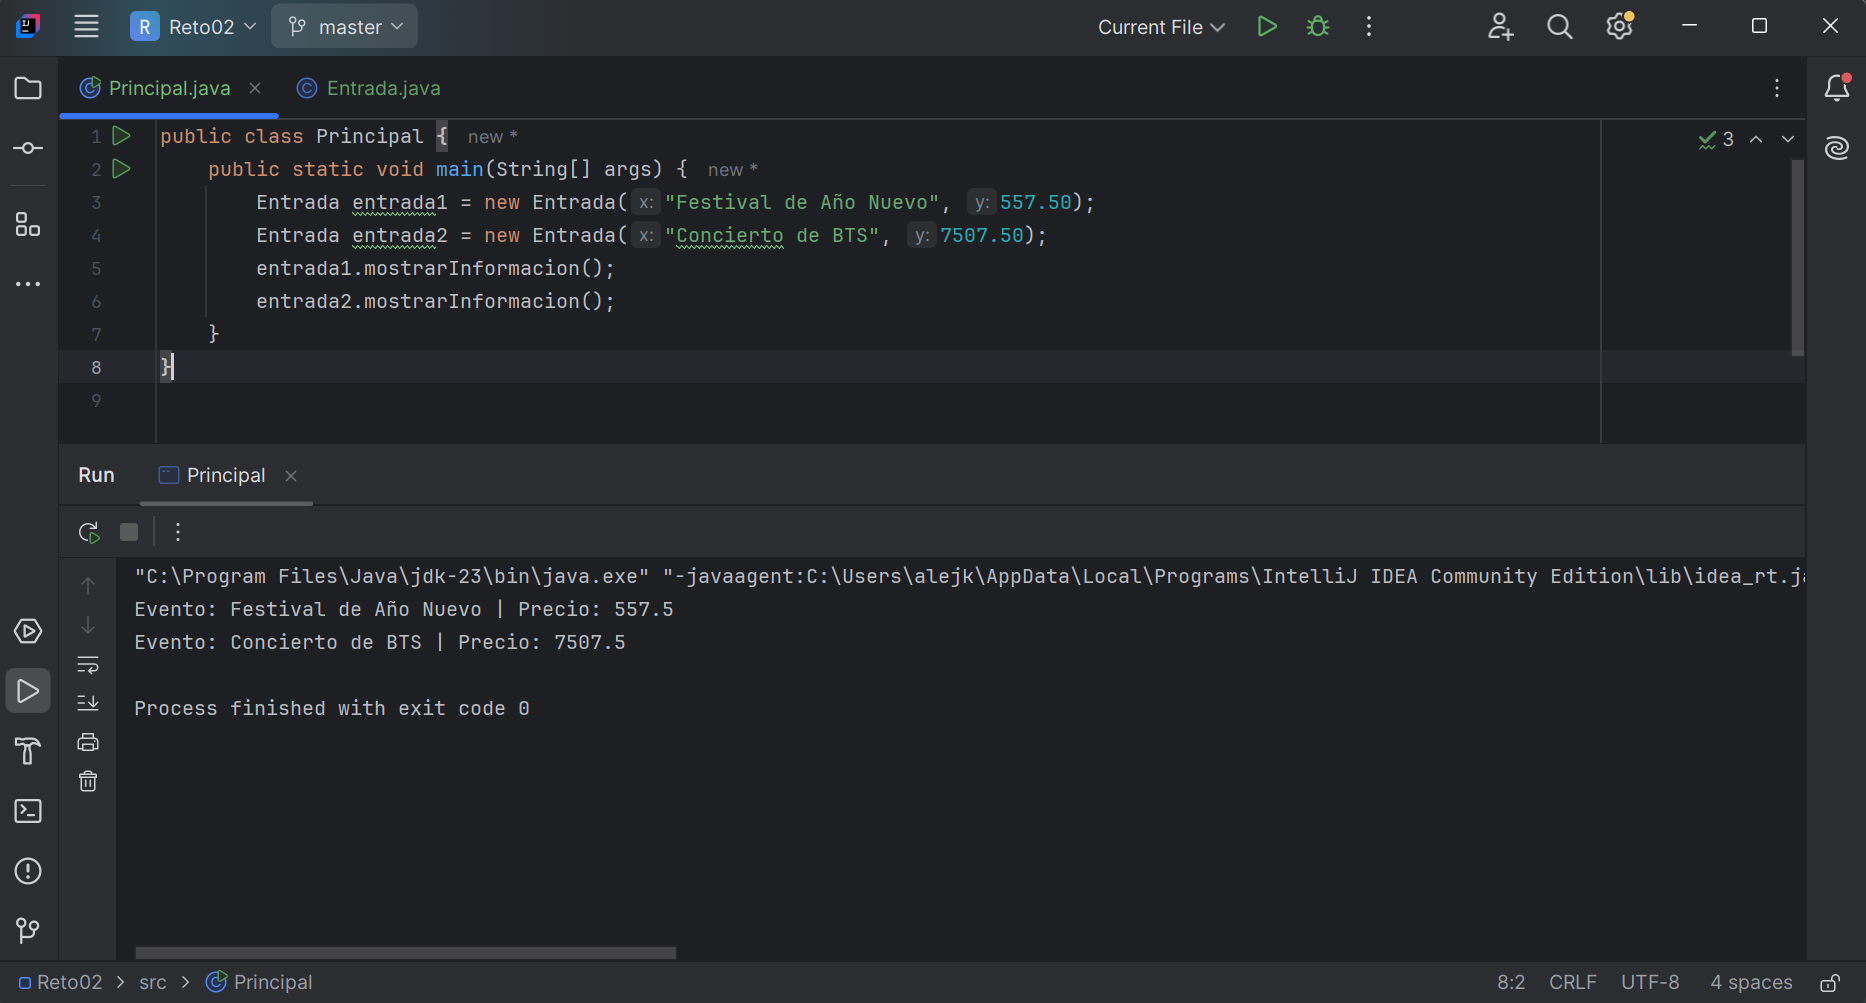 R Reto02 master Current File
Principal.java Entrada.java
1 public class Principal { new *
2 public static void main(String[] args) { new *
3 Entrada entrada1 = new Entrada( x: "Festival de Año Nuevo", y: 557.50);
4 Entrada entrada2 = new Entrada( x: "Concierto de BTS", y: 7507.50);
5 entrada1.mostrarInformacion();
6 entrada2.mostrarInformacion();
7 }
8 }
9
3
Run Principal
"C:\Program Files\Java\jdk-23\bin\java.exe" "-javaagent:C:\Users\alejk\AppData\Local\Programs\IntelliJ IDEA Community Edition\lib\idea_rt.ja
Evento: Festival de Año Nuevo | Precio: 557.5
Evento: Concierto de BTS | Precio: 7507.5
Process finished with exit code 0
Reto02 > src > Principal 8:2 CRLF UTF-8 4 spaces